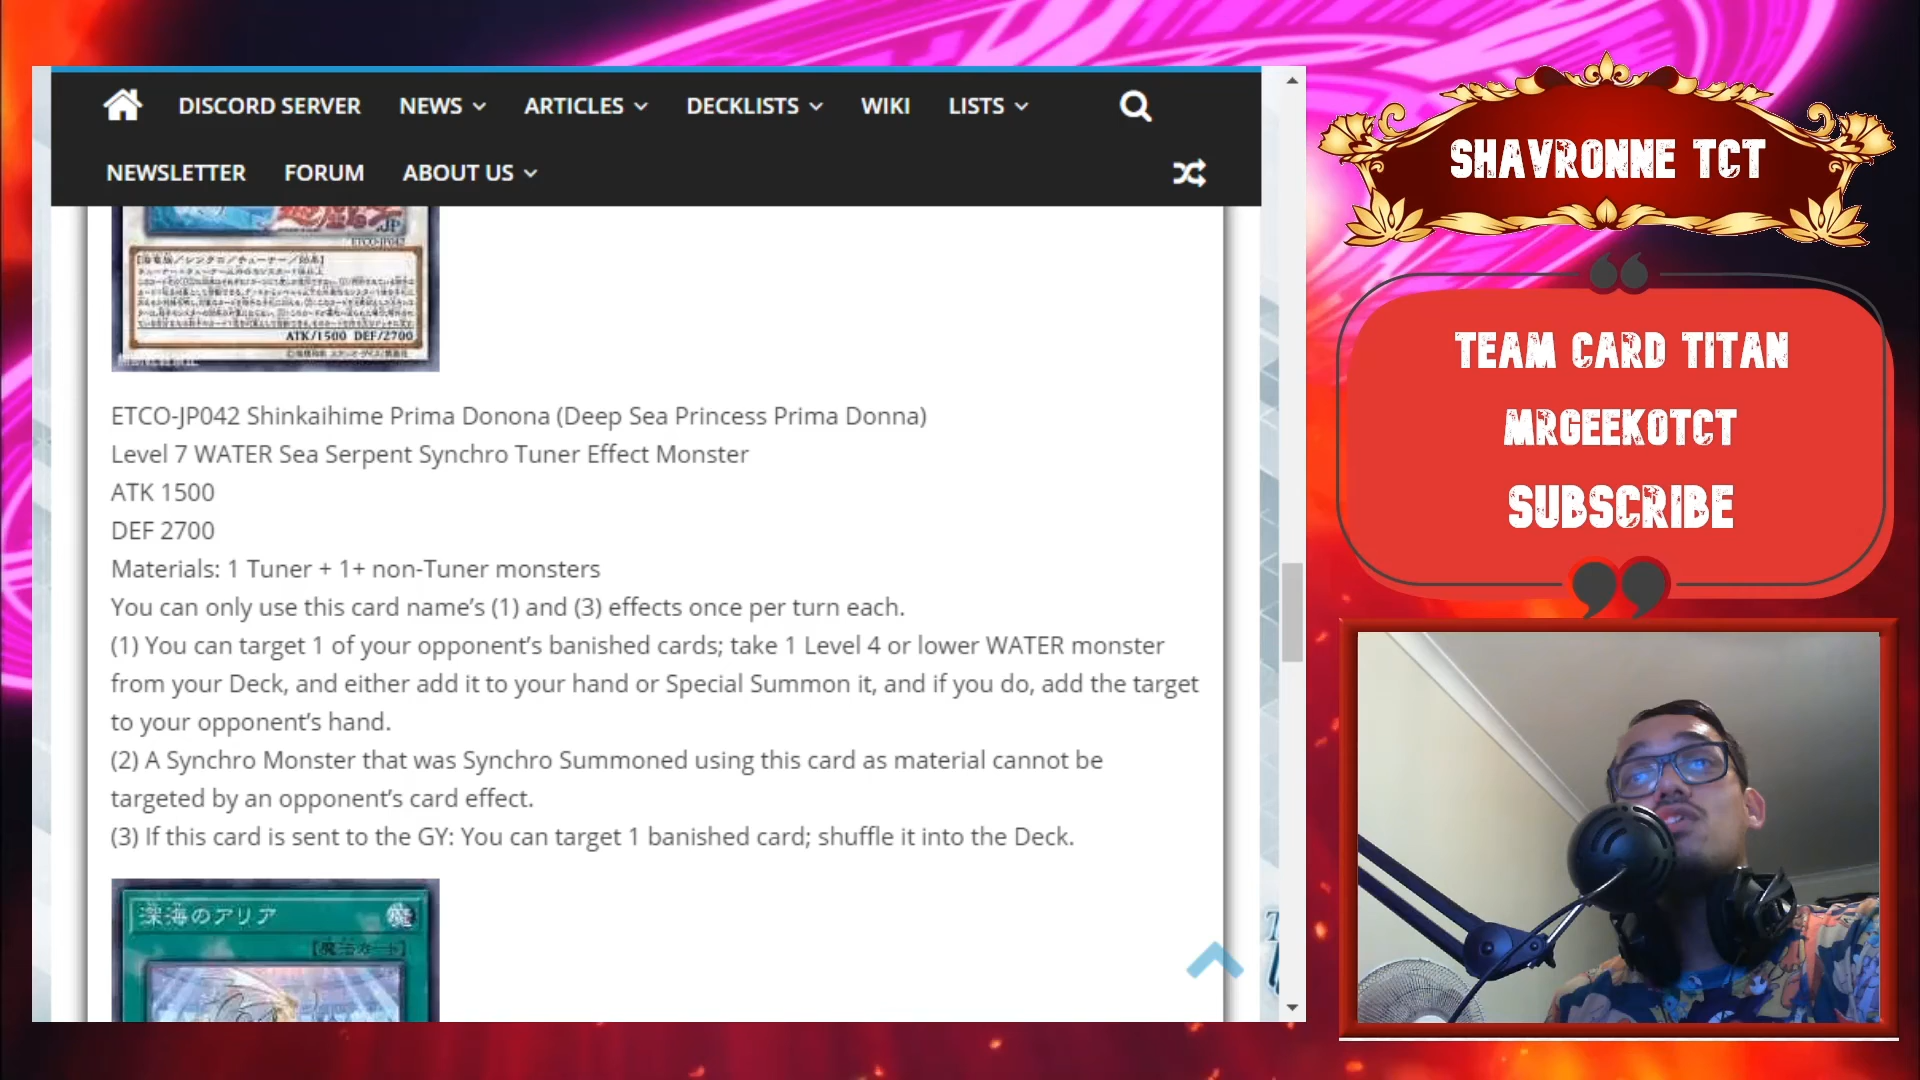 DISCORD SERVER NEWS ARTICLES DECKLISTS WIKI LISTS
NEWSLETTER FORUM ABOUT US
ETCO-JP042
ATK/1500 DEF/2700
ETCO-JP042 Shinkaihime Prima Donona (Deep Sea Princess Prima Donna)
Level 7 WATER Sea Serpent Synchro Tuner Effect Monster
ATK 1500
DEF 2700
Materials: 1 Tuner + 1+ non-Tuner monsters
You can only use this card name’s (1) and (3) effects once per turn each.
(1) You can target 1 of your opponent’s banished cards; take 1 Level 4 or lower WATER monster
from your Deck, and either add it to your hand or Special Summon it, and if you do, add the target
to your opponent’s hand.
(2) A Synchro Monster that was Synchro Summoned using this card as material cannot be
targeted by an opponent’s card effect.
(3) If this card is sent to the GY: You can target 1 banished card; shuffle it into the Deck.
深海のアリア
【魔法カード】
SHAVRONNE TCT
“
TEAM CARD TITAN
MRGEEKOTCT
SUBSCRIBE
”